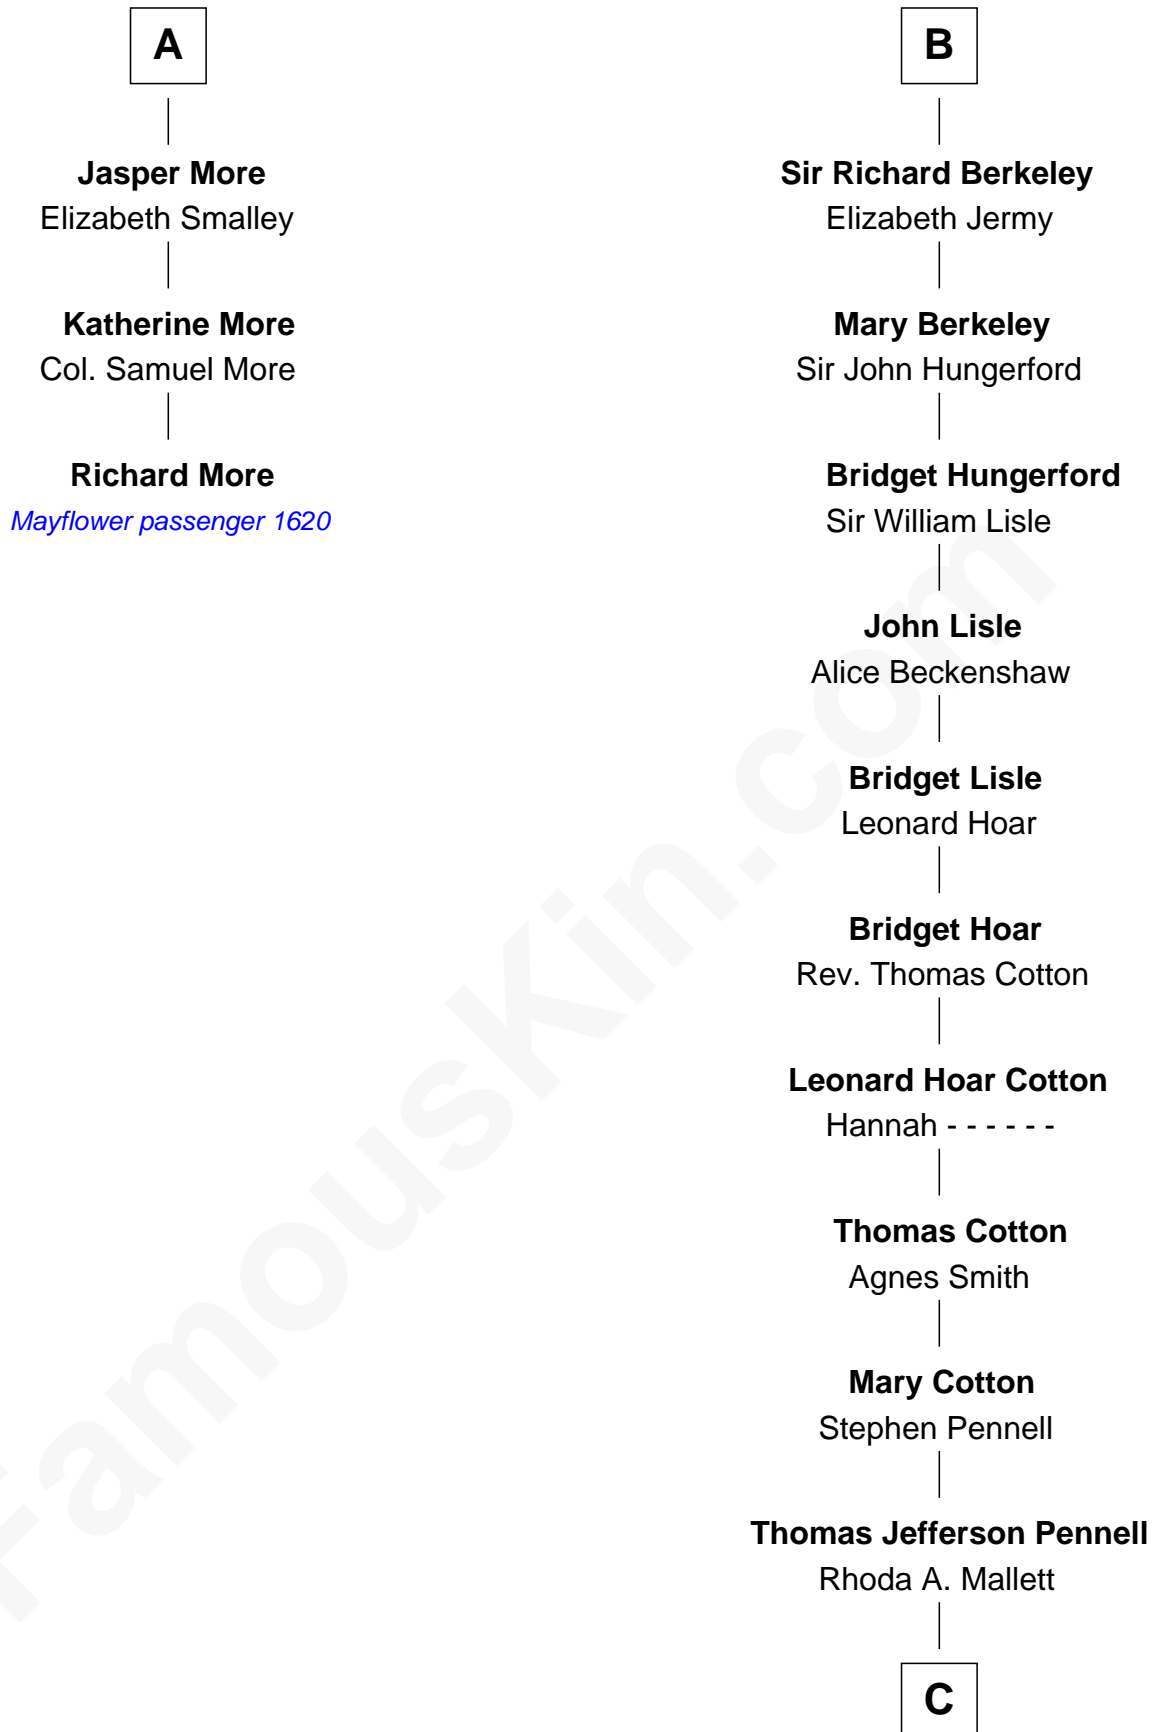 A
Jasper More
Elizabeth Smalley
Katherine More
Col. Samuel More
Richard More
Mayflower passenger 1620
B
Sir Richard Berkeley
Elizabeth Jermy
Mary Berkeley
Sir John Hungerford
Bridget Hungerford
Sir William Lisle
John Lisle
Alice Beckenshaw
Bridget Lisle
Leonard Hoar
Bridget Hoar
Rev. Thomas Cotton
Leonard Hoar Cotton
Hannah - - - - - -
Thomas Cotton
Agnes Smith
Mary Cotton
Stephen Pennell
Thomas Jefferson Pennell
Rhoda A. Mallett
C
FamousKin.com